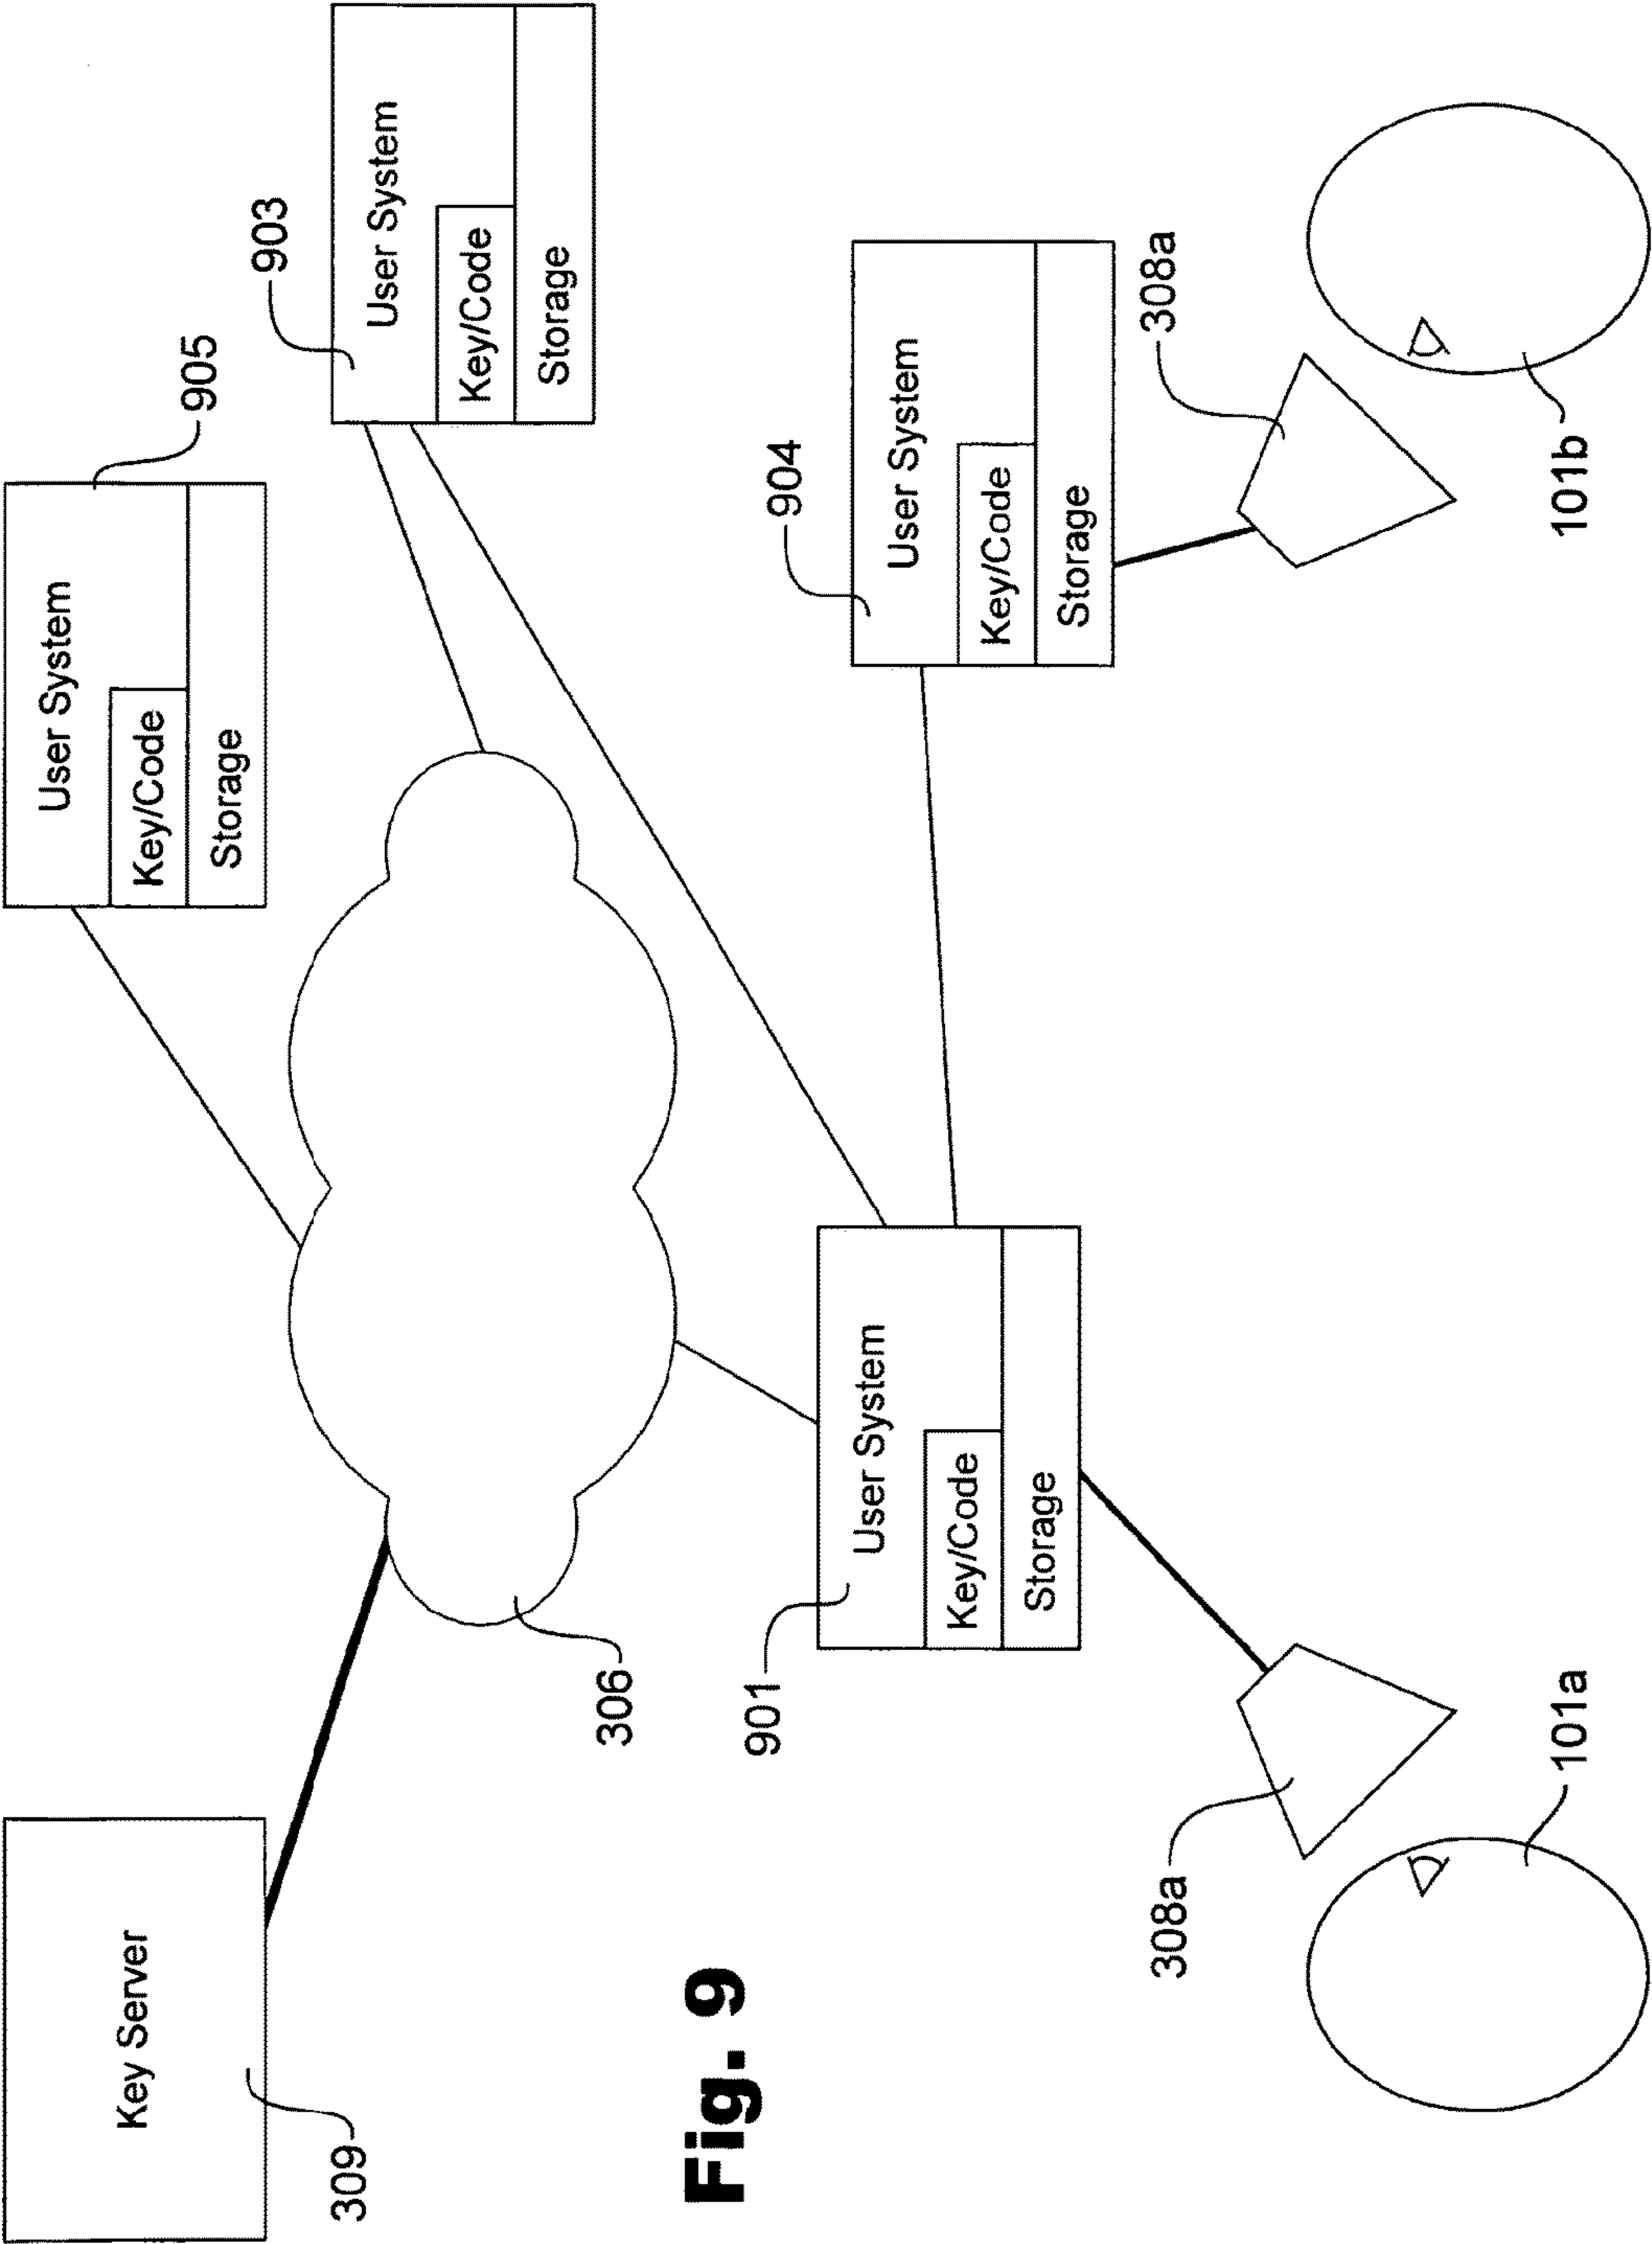 Key Server
309
User System
Key/Code
Storage
905
User System
Key/Code
Storage
903
306
User System
Key/Code
Storage
901
User System
Key/Code
Storage
904
308a
101a
308a
101b
Fig. 9